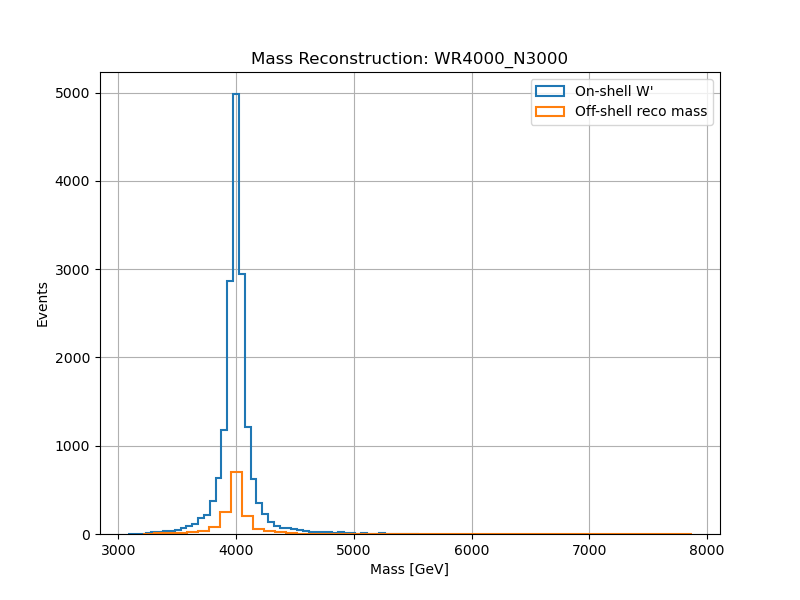 Mass Reconstruction: WR4000_N3000
On-shell W'
Off-shell reco mass
5000
4000
3000
2000
1000
0
Events
3000 4000 5000 6000 7000 8000
Mass [GeV]